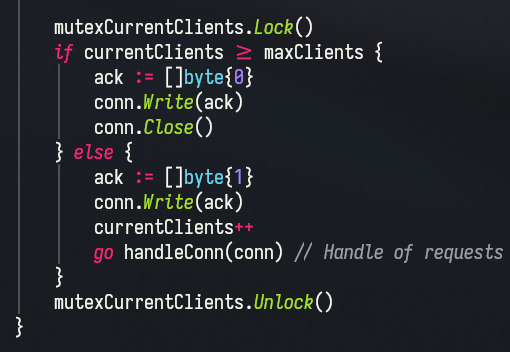 mutexCurrentClients.Lock()
if currentClients ≥ maxClients {
ack := []byte{0}
conn.Write(ack)
conn.Close()
} else {
ack := []byte{1}
conn.Write(ack)
currentClients++
go handleConn(conn) // Handle of requests
}
mutexCurrentClients.Unlock()
}